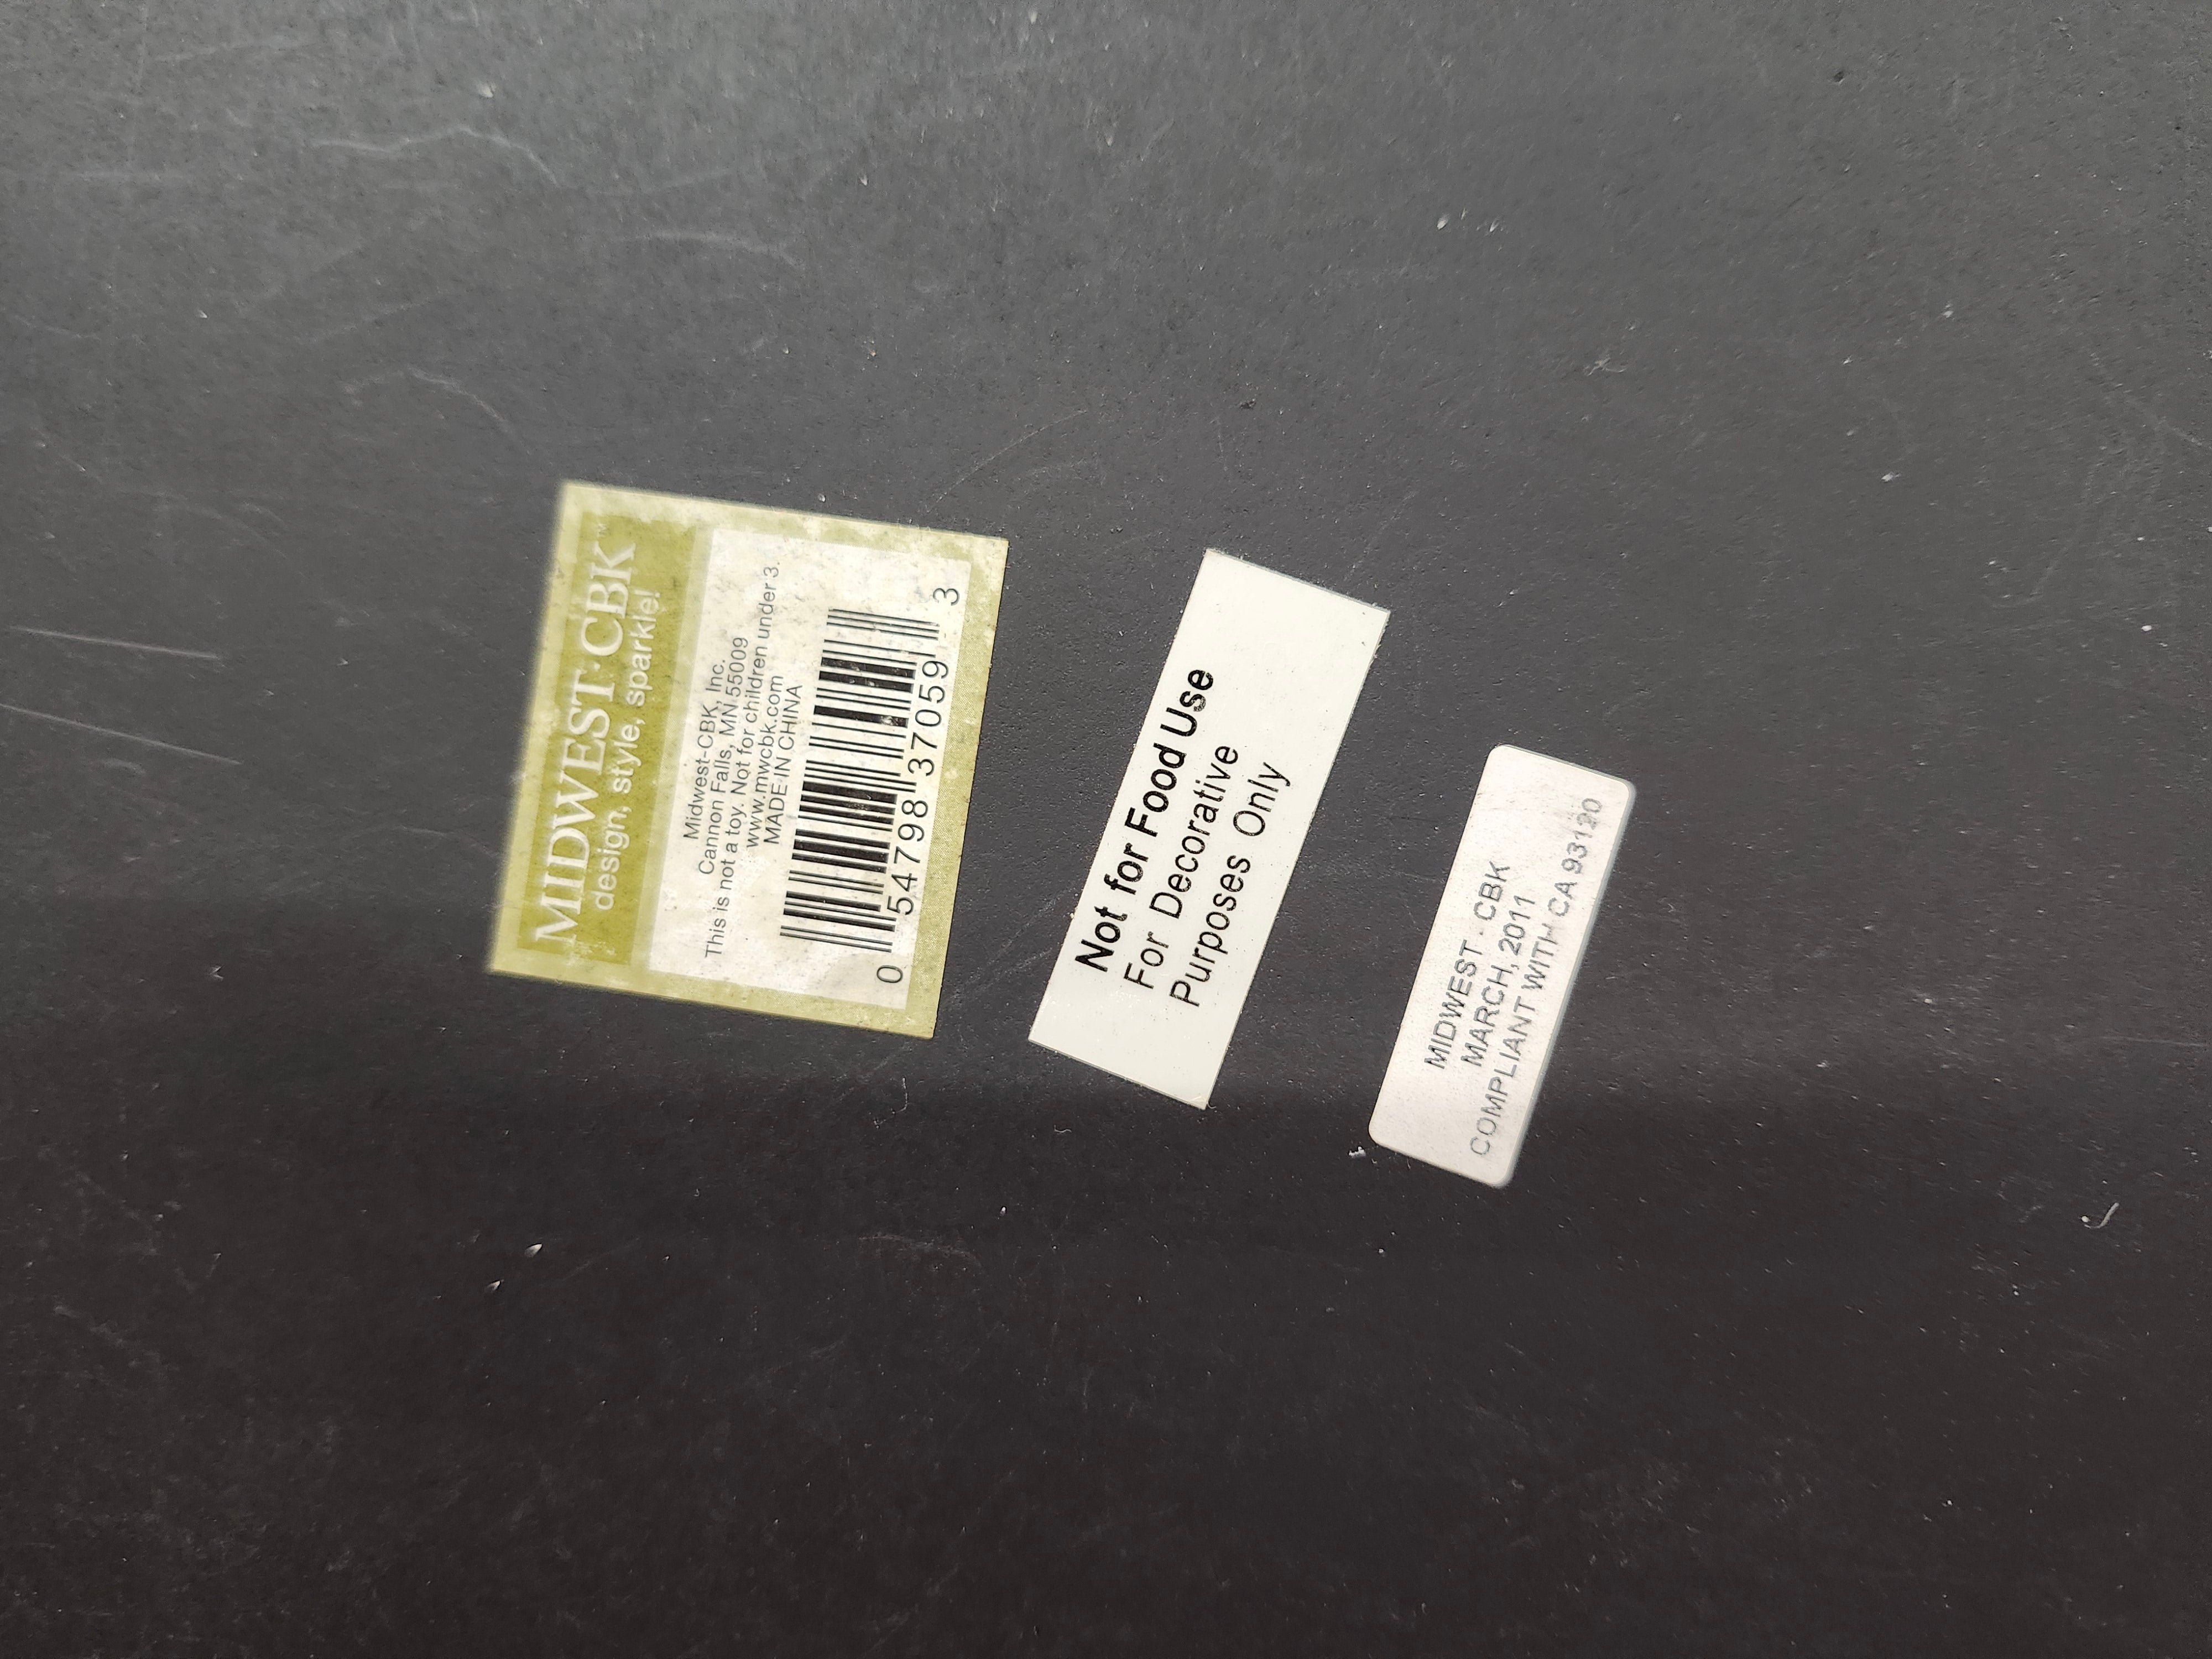 MIDWEST·CBK™
design, style, sparkle!
Midwest-CBK, Inc.
Cannon Falls, MN 55009
This is not a toy. Not for children under 3.
www.mwcbk.com
MADE IN CHINA
0 54798 37059 3
Not for Food Use
For Decorative
Purposes Only
MIDWEST · CBK
MARCH, 2011
COMPLIANT WITH CA 93120